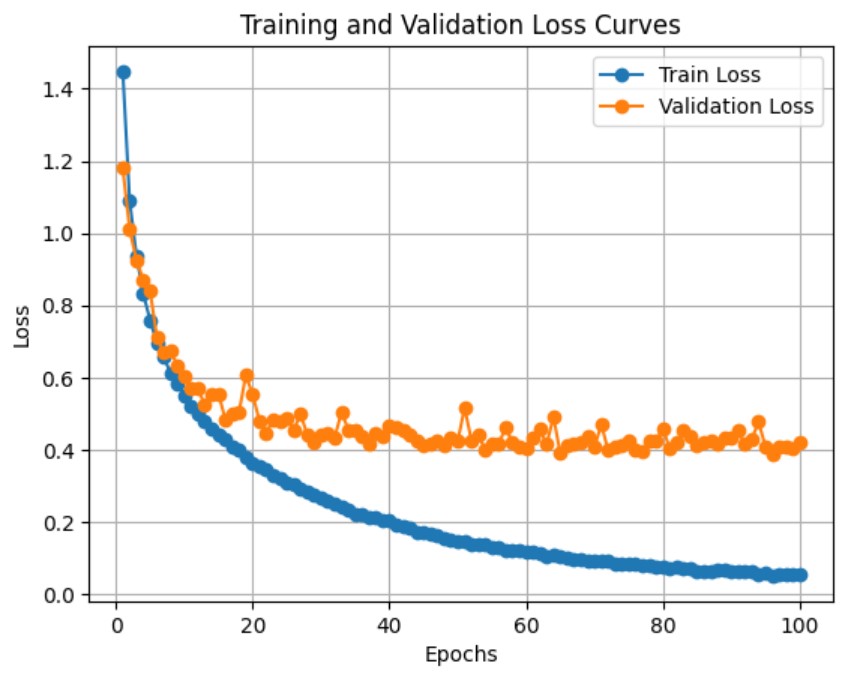 Training and Validation Loss Curves
Train Loss
Validation Loss
1.4
1.2
1.0
0.8
0.6
0.4
0.2
0.0
Loss
0 20 40 60 80 100
Epochs